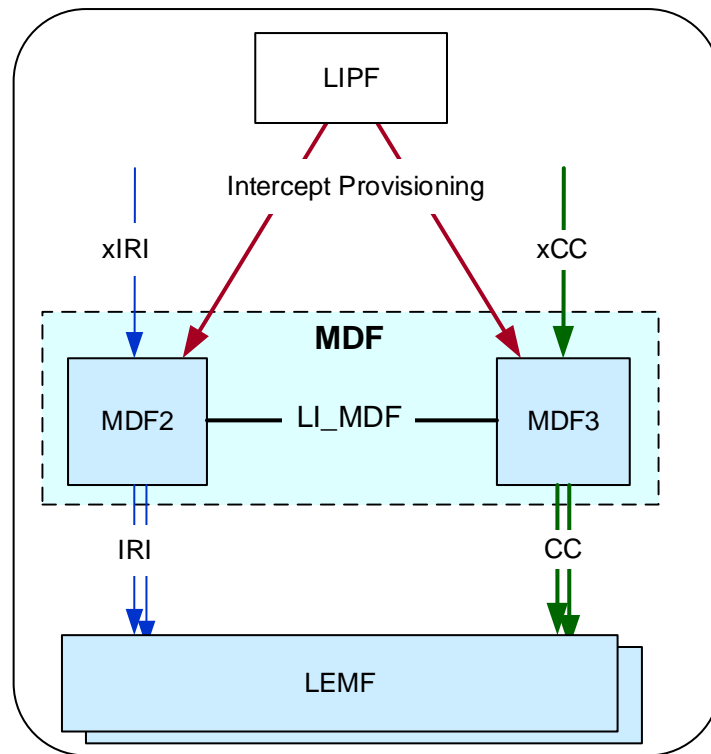 LIPF
Intercept Provisioning
xIRI
xCC
MDF
MDF2
LI_MDF
MDF3
IRI
CC
LEMF